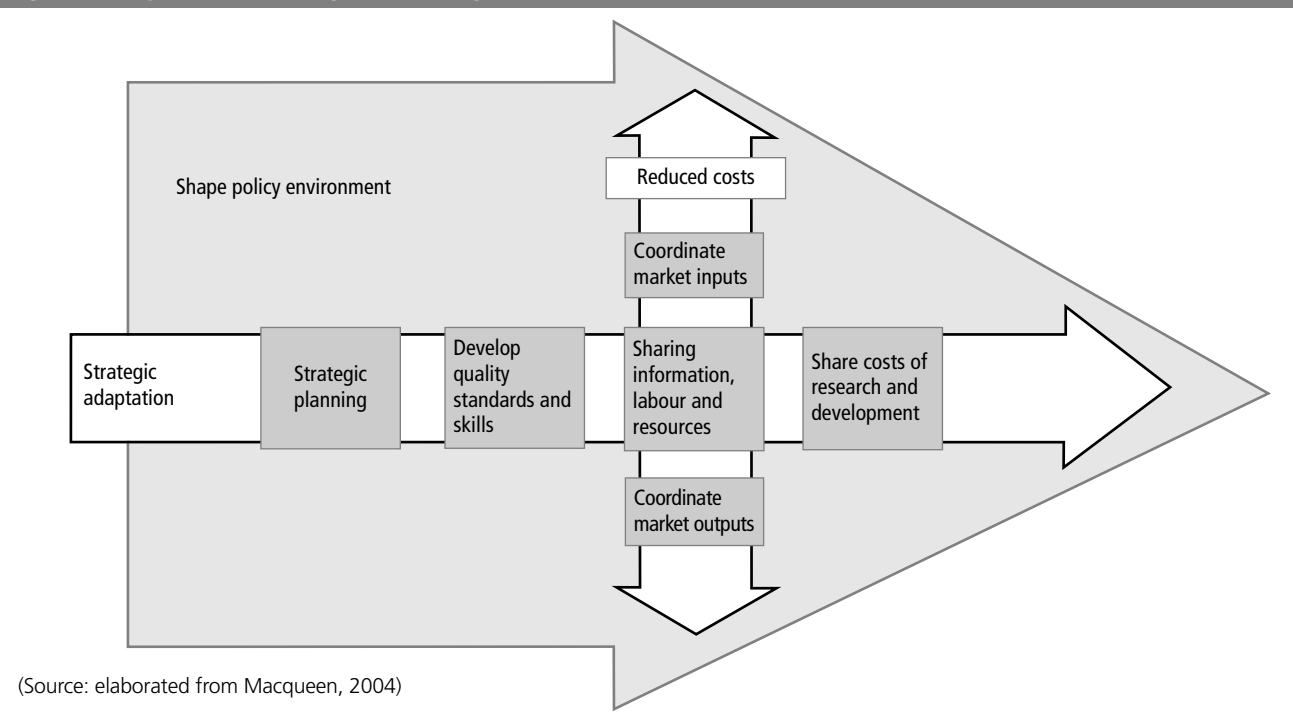 Shape policy environment
Reduced costs
Coordinate
market inputs
Strategic
adaptation
Strategic
planning
Develop
quality
standards and
skills
Sharing
information,
labour and
resources
Share costs of
research and
development
Coordinate
market outputs
(Source: elaborated from Macqueen, 2004)